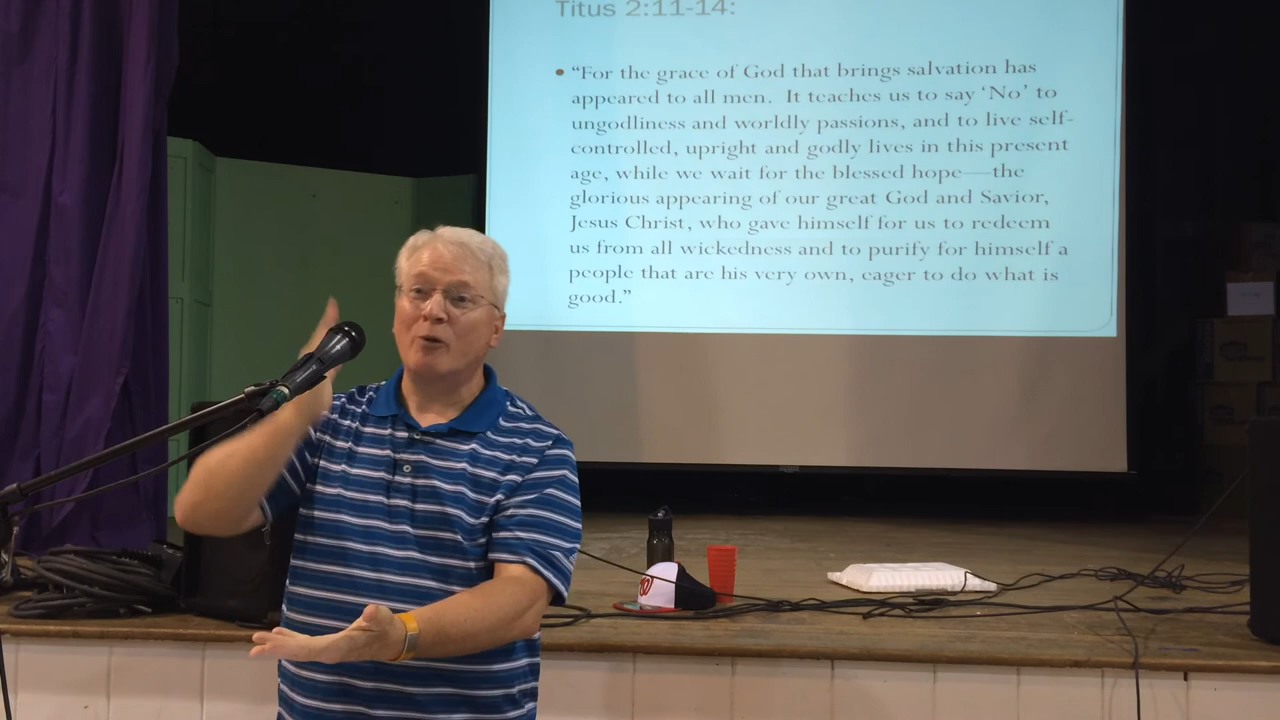 Titus 2:11-14:
• “For the grace of God that brings salvation has
appeared to all men.  It teaches us to say ‘No’ to
ungodliness and worldly passions, and to live self-
controlled, upright and godly lives in this present
age, while we wait for the blessed hope—the
glorious appearing of our great God and Savior,
Jesus Christ, who gave himself for us to redeem
us from all wickedness and to purify for himself a
people that are his very own, eager to do what is
good.”
W